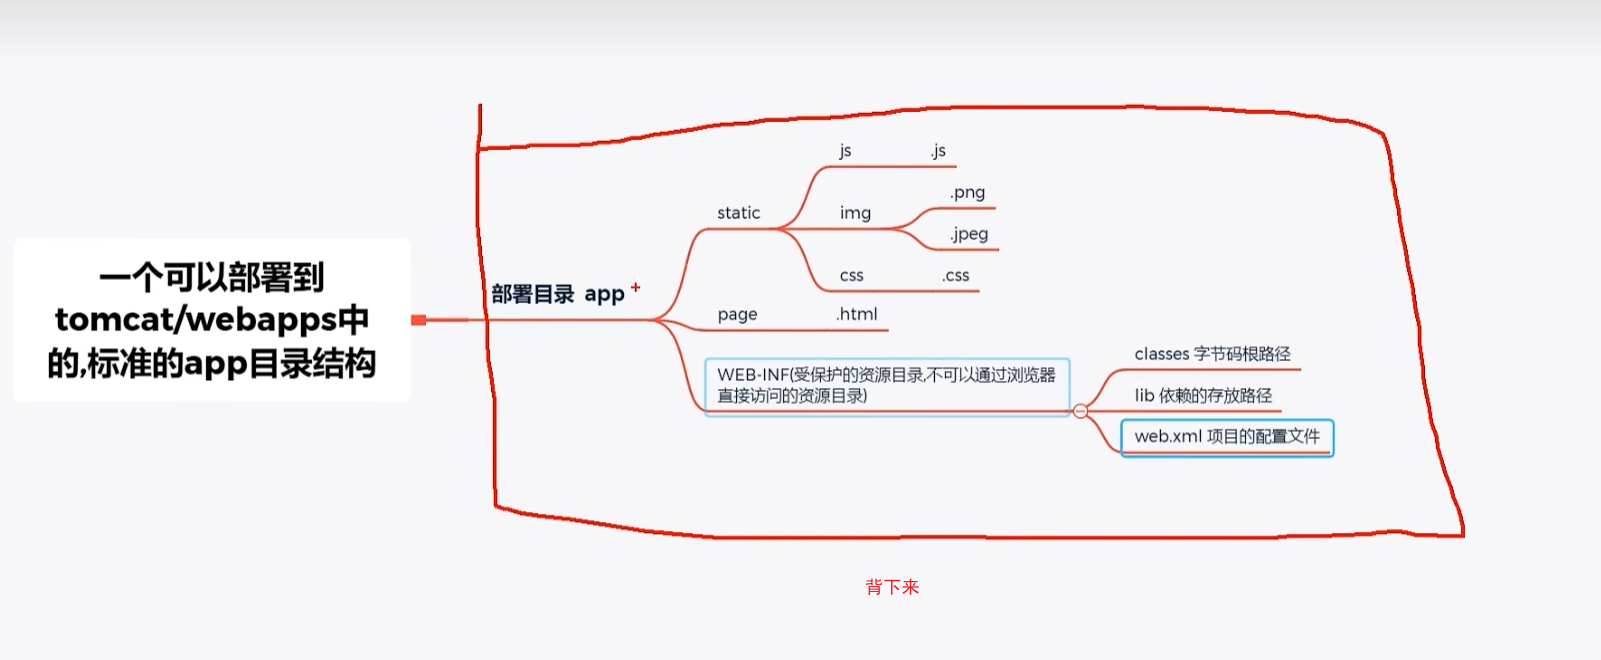 一个可以部署到
tomcat/webapps中
的,标准的app目录结构
部署目录 app
static
js
.js
img
.png
.jpeg
css
.css
page
.html
WEB-INF(受保护的资源目录,不可以通过浏览器
直接访问的资源目录)
classes 字节码根路径
lib 依赖的存放路径
web.xml 项目的配置文件
背下来